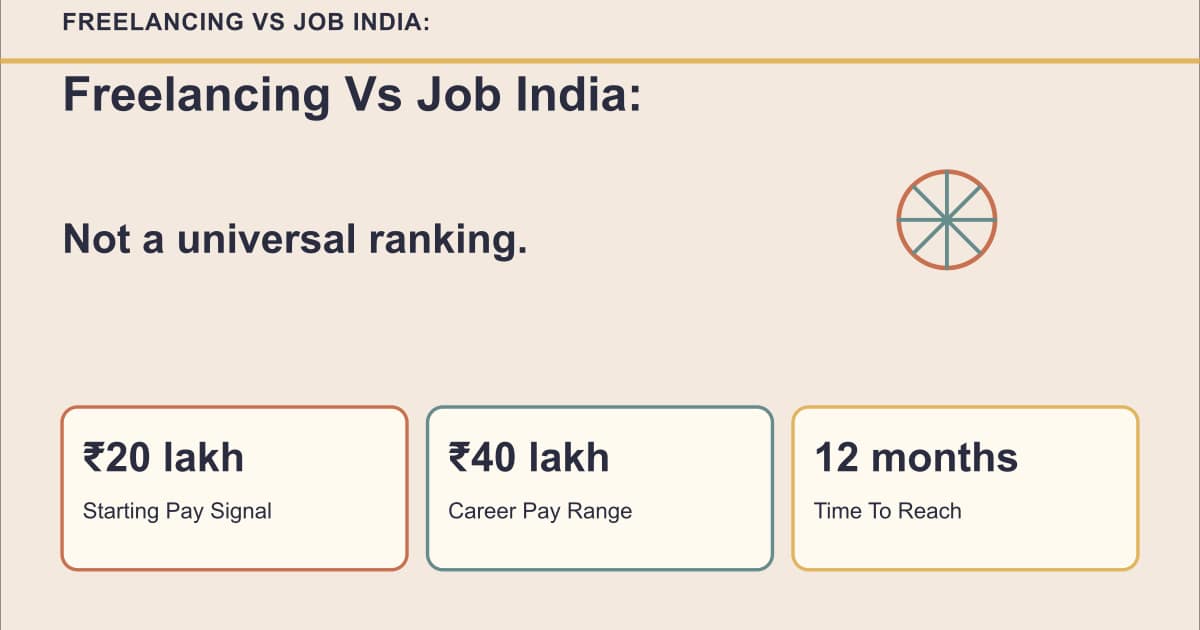 FREELANCING VS JOB INDIA:
Freelancing Vs Job India:
Not a universal ranking.
₹20 lakh
Starting Pay Signal
₹40 lakh
Career Pay Range
12 months
Time To Reach